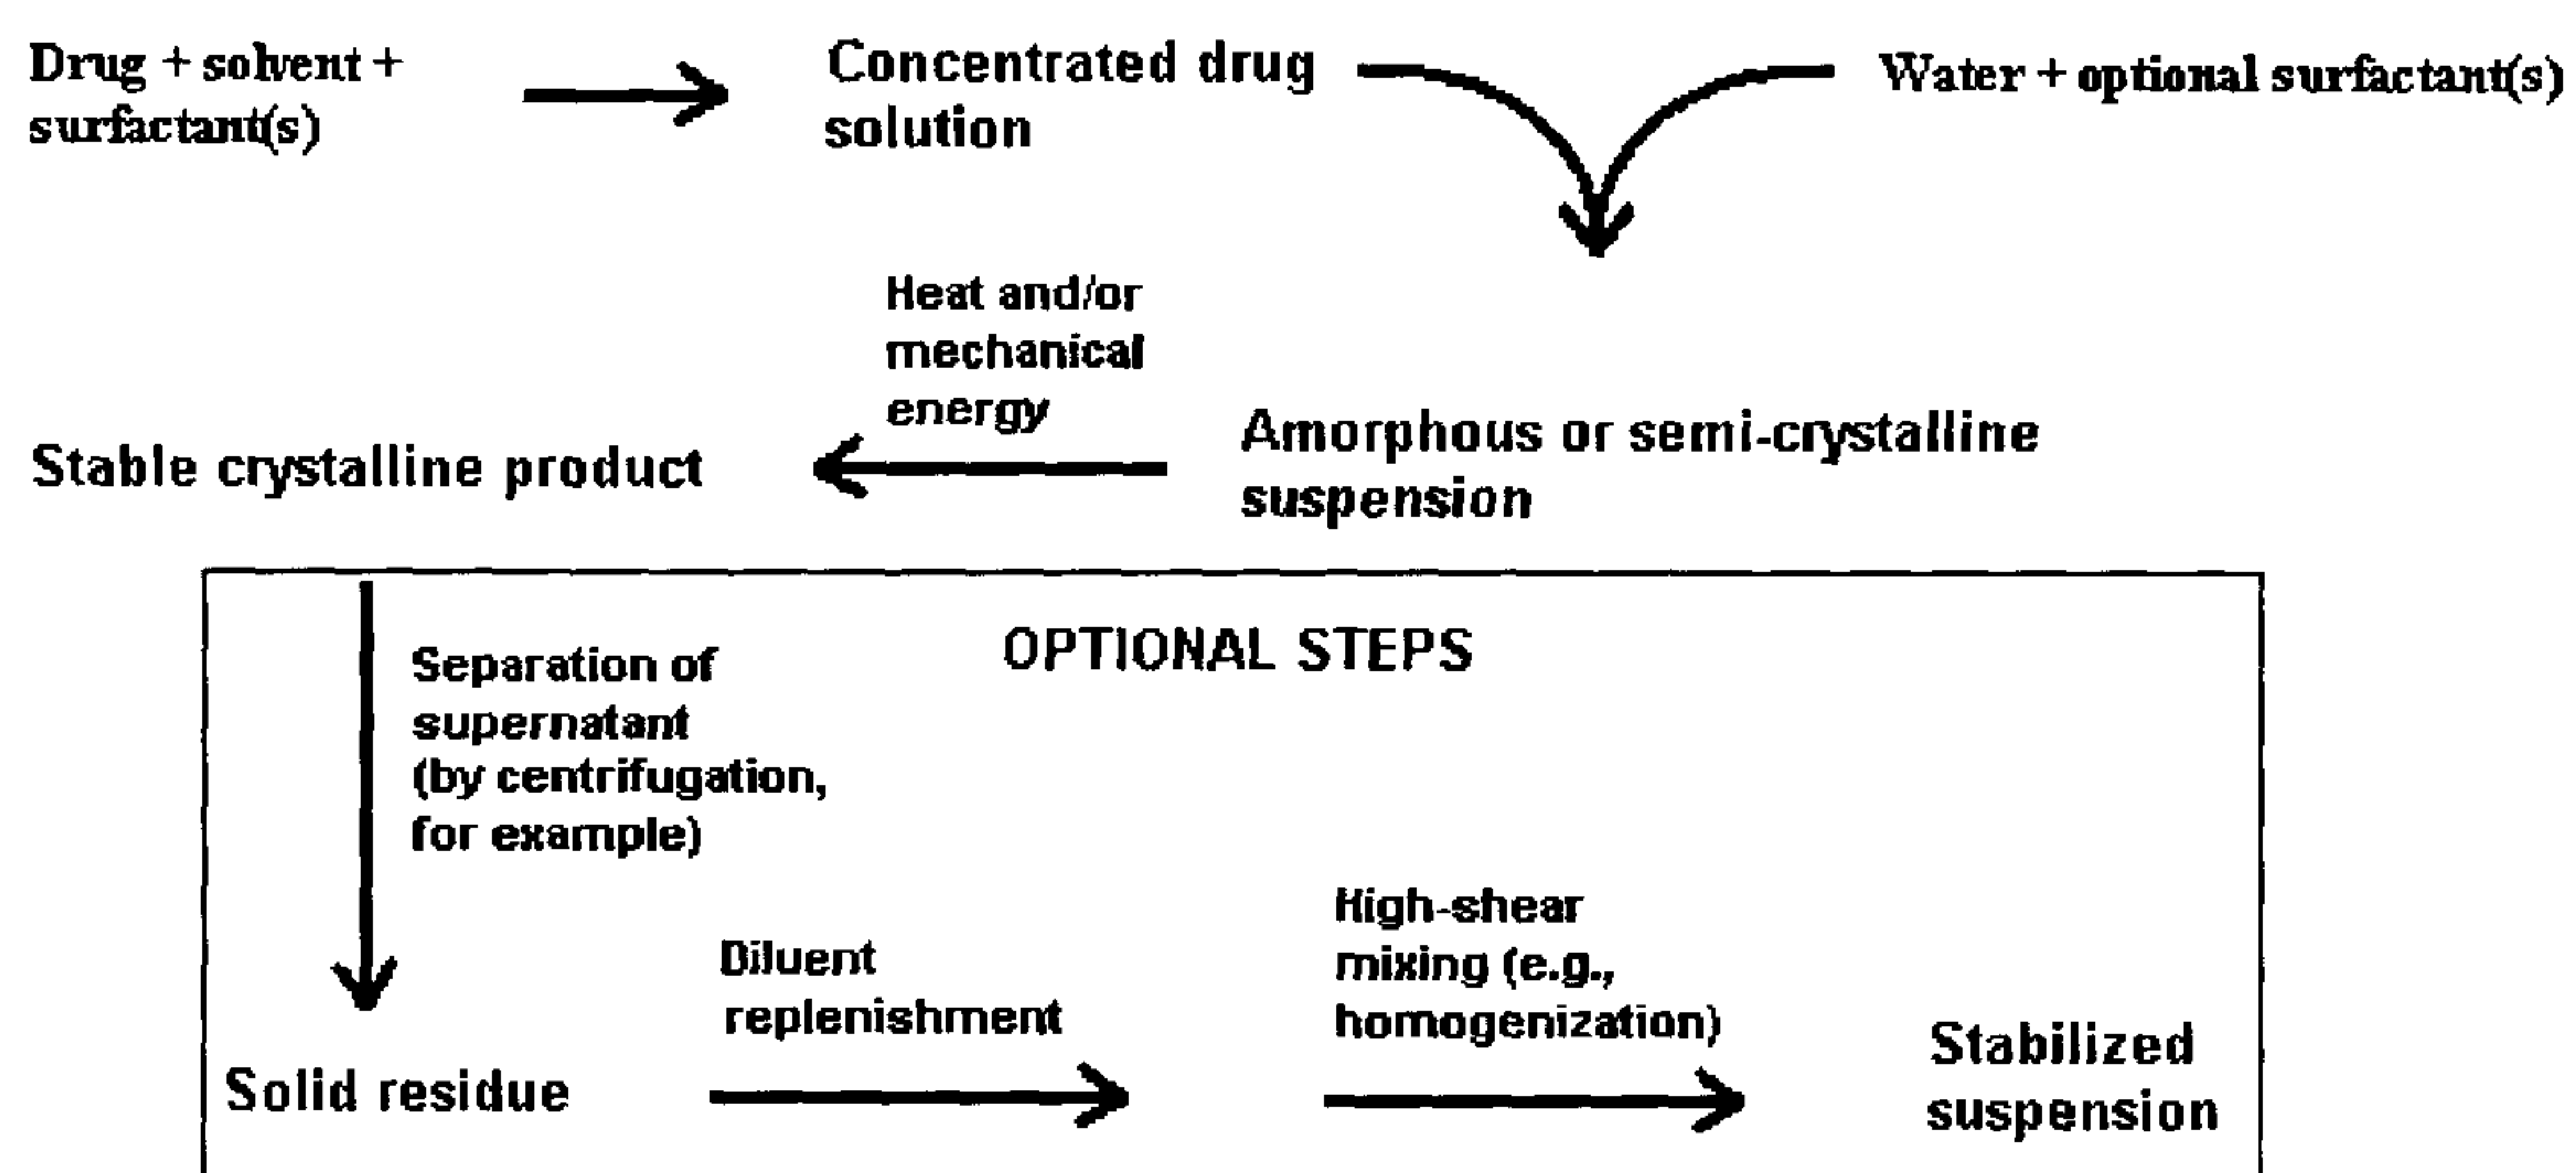 Drug + solvent +
surfactant(s)
Concentrated drug
solution
Water + optional surfactant(s)
Heat and/or
mechanical
energy
Stable crystalline product
Amorphous or semi-crystalline
suspension
OPTIONAL STEPS
Separation of
supernatant
(by centrifugation,
for example)
Solid residue
Diluent
replenishment
High-shear
mixing (e.g.,
homogenization)
Stabilized
suspension